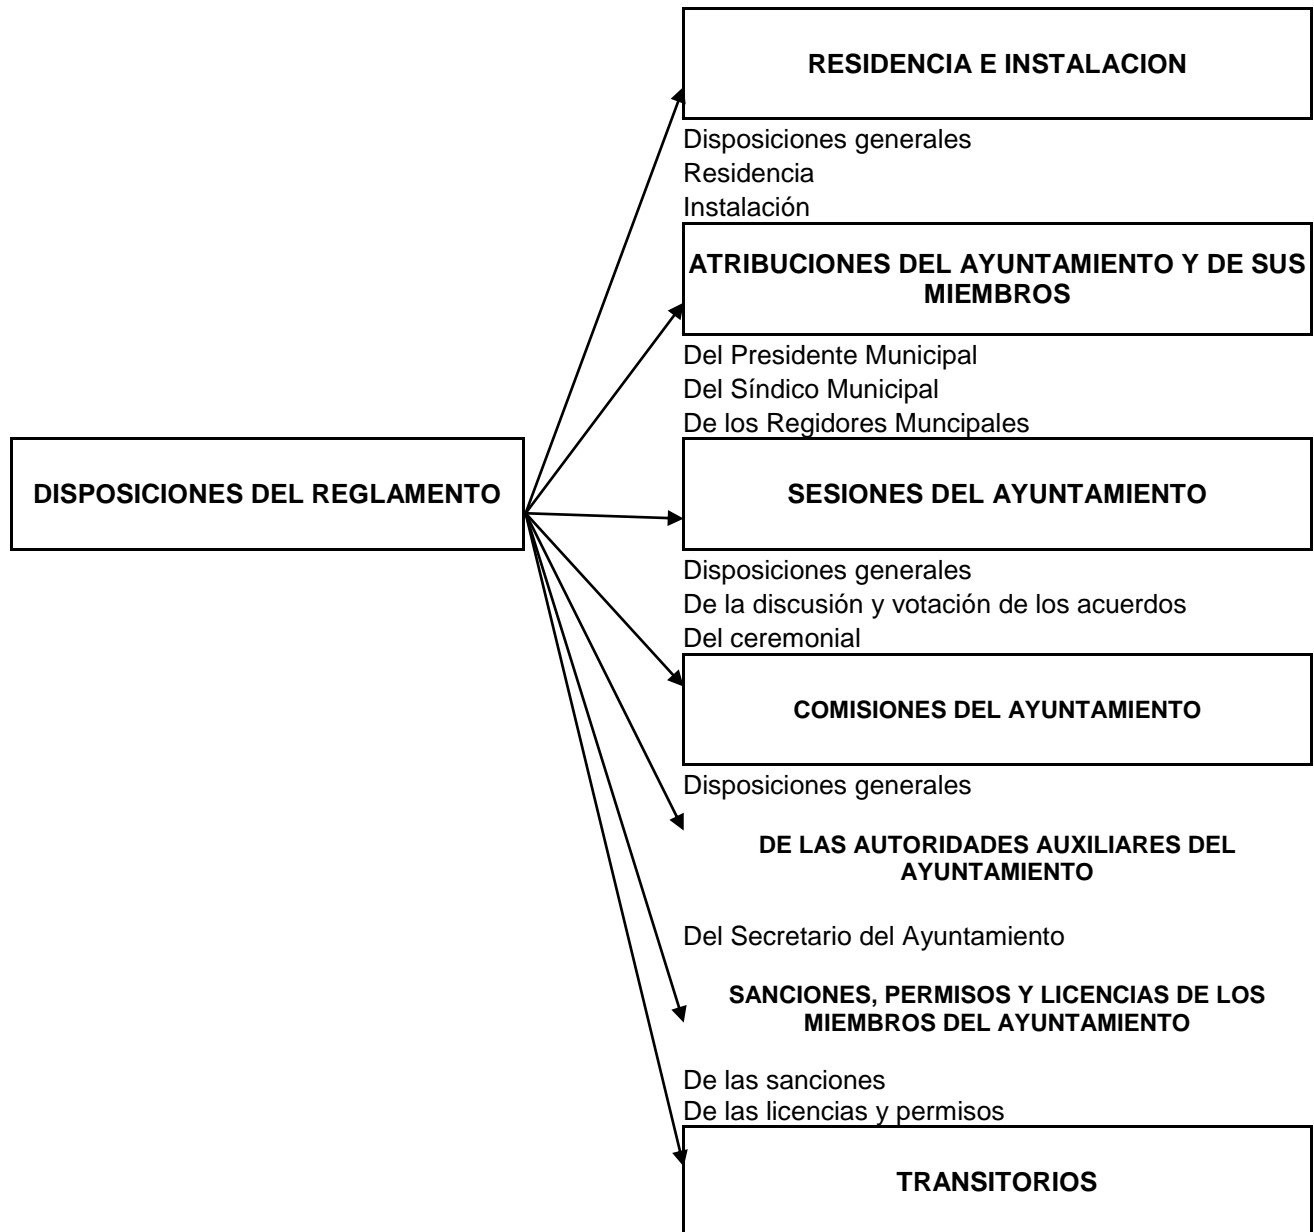 RESIDENCIA E INSTALACION
Disposiciones generales
Residencia
Instalación
ATRIBUCIONES DEL AYUNTAMIENTO Y DE SUS
MIEMBROS
Del Presidente Municipal
Del Síndico Municipal
De los Regidores Muncipales
DISPOSICIONES DEL REGLAMENTO
SESIONES DEL AYUNTAMIENTO
Disposiciones generales
De la discusión y votación de los acuerdos
Del ceremonial
COMISIONES DEL AYUNTAMIENTO
Disposiciones generales
DE LAS AUTORIDADES AUXILIARES DEL
AYUNTAMIENTO
Del Secretario del Ayuntamiento
SANCIONES, PERMISOS Y LICENCIAS DE LOS
MIEMBROS DEL AYUNTAMIENTO
De las sanciones
De las licencias y permisos
TRANSITORIOS